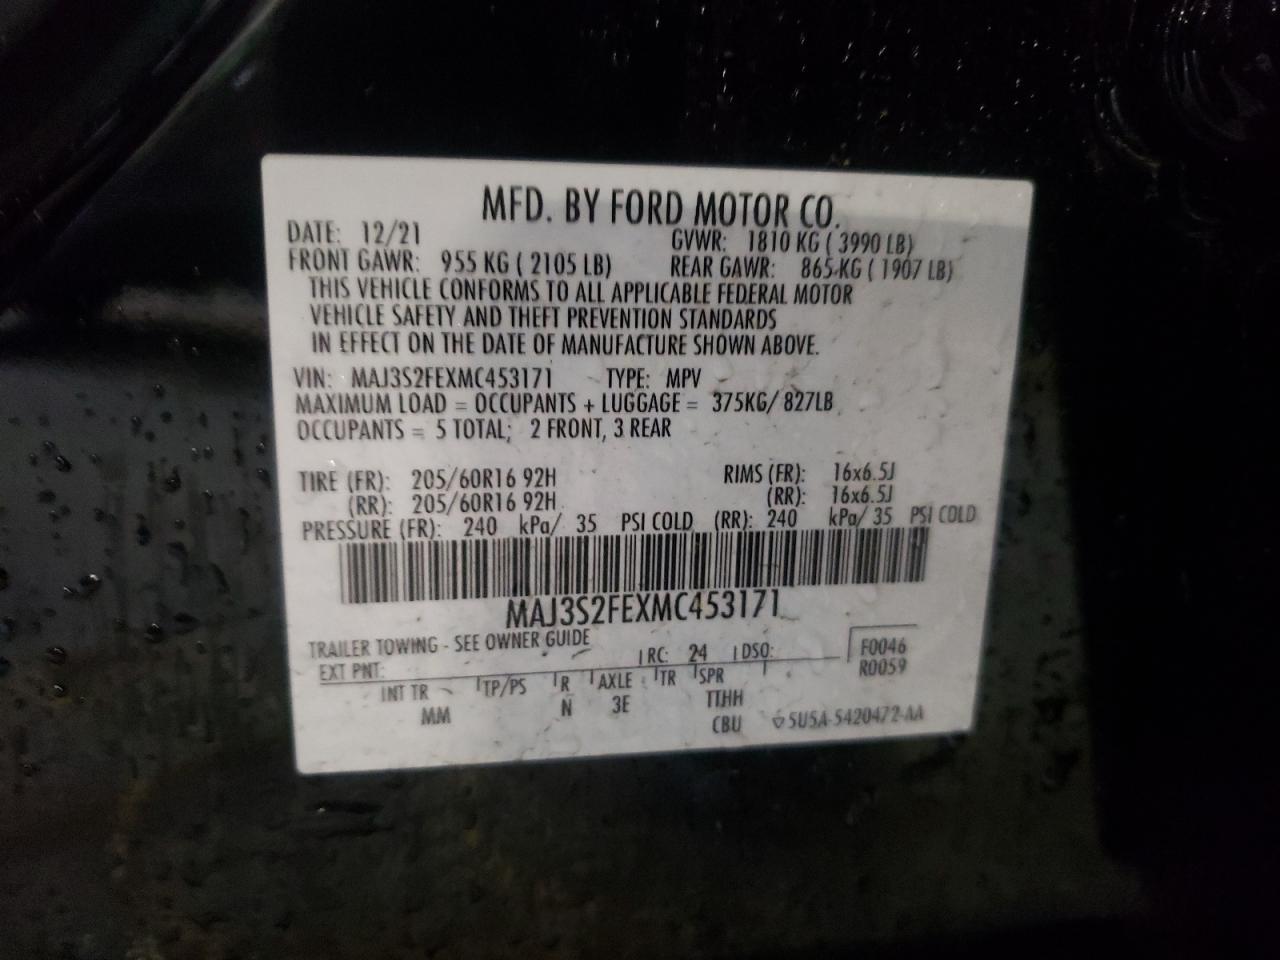 MFD. BY FORD MOTOR CO.
DATE: 12/21 GVWR: 1810 KG ( 3990 LB)
FRONT GAWR: 955 KG ( 2105 LB) REAR GAWR: 865 KG ( 1907 LB)
THIS VEHICLE CONFORMS TO ALL APPLICABLE FEDERAL MOTOR
VEHICLE SAFETY AND THEFT PREVENTION STANDARDS
IN EFFECT ON THE DATE OF MANUFACTURE SHOWN ABOVE.
VIN: MAJ3S2FEXMC453171 TYPE: MPV
MAXIMUM LOAD = OCCUPANTS + LUGGAGE = 375KG/ 827LB
OCCUPANTS = 5 TOTAL; 2 FRONT, 3 REAR
TIRE (FR): 205/60R16 92H RIMS (FR): 16x6.5J
(RR): 205/60R16 92H (RR): 16x6.5J
PRESSURE (FR): 240 kPa/ 35 PSI COLD (RR): 240 kPa/ 35 PSI COLD
MAJ3S2FEXMC453171
TRAILER TOWING - SEE OWNER GUIDE
EXT PNT: RC: 24 DSO: F0046
R0059
INT TR TP/PS R AXLE TR SPR
MM N 3E TTHH
CBU 5U5A-5420472-AA